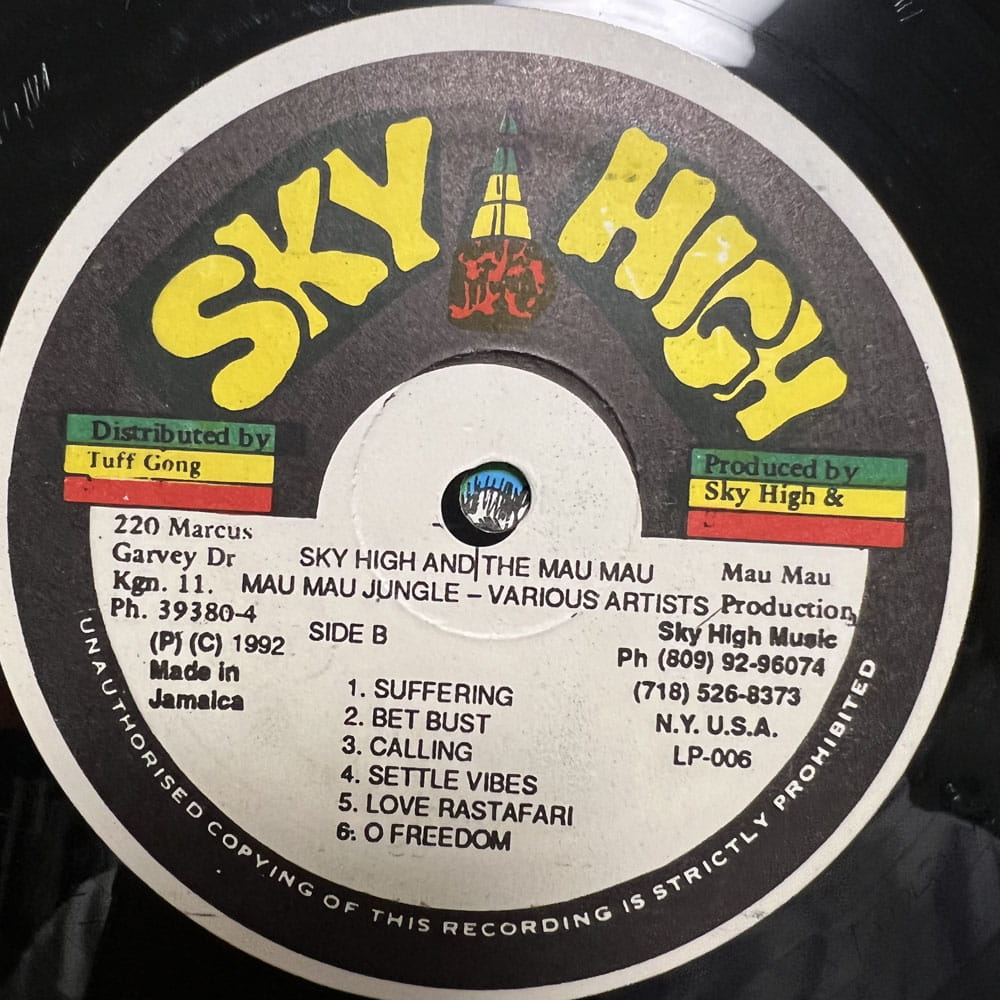 SKY HIGH
Distributed by
Tuff Gong
220 Marcus
Garvey Dr
Kgn. 11.
Ph. 39380-4
(P) (C) 1992
Made in
Jamaica
Produced by
Sky High &
Mau Mau
Production
Sky High Music
Ph (809) 92-96074
(718) 526-8373
N.Y. U.S.A.
LP-006
SKY HIGH AND THE MAU MAU
MAU MAU JUNGLE – VARIOUS ARTISTS
SIDE B
1. SUFFERING
2. BET BUST
3. CALLING
4. SETTLE VIBES
5. LOVE RASTAFARI
6. O FREEDOM
UNAUTHORISED COPYING OF THIS RECORDING IS STRICTLY PROHIBITED